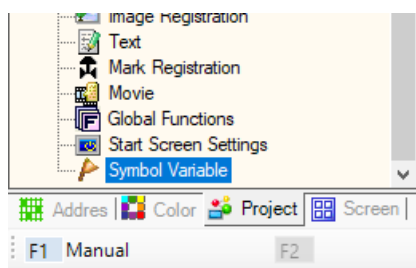 Image Registration
Text
Mark Registration
Movie
Global Functions
Start Screen Settings
Symbol Variable
Addres
Color
Project
Screen
F1 Manual F2